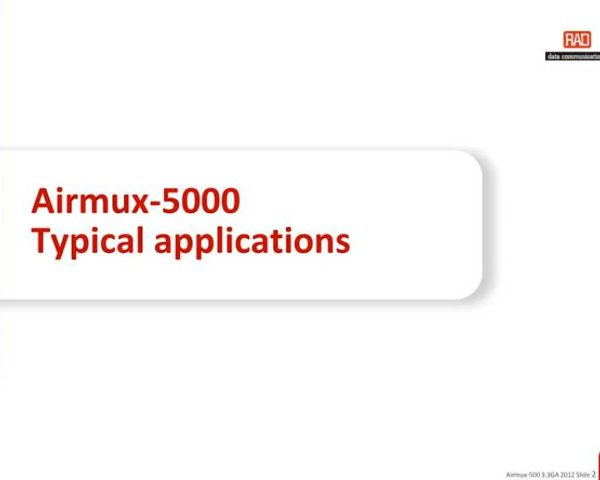 RAD
data communicatio
Airmux-5000
Typical applications
Airmux-500 3.3GA 2012 Slide 2